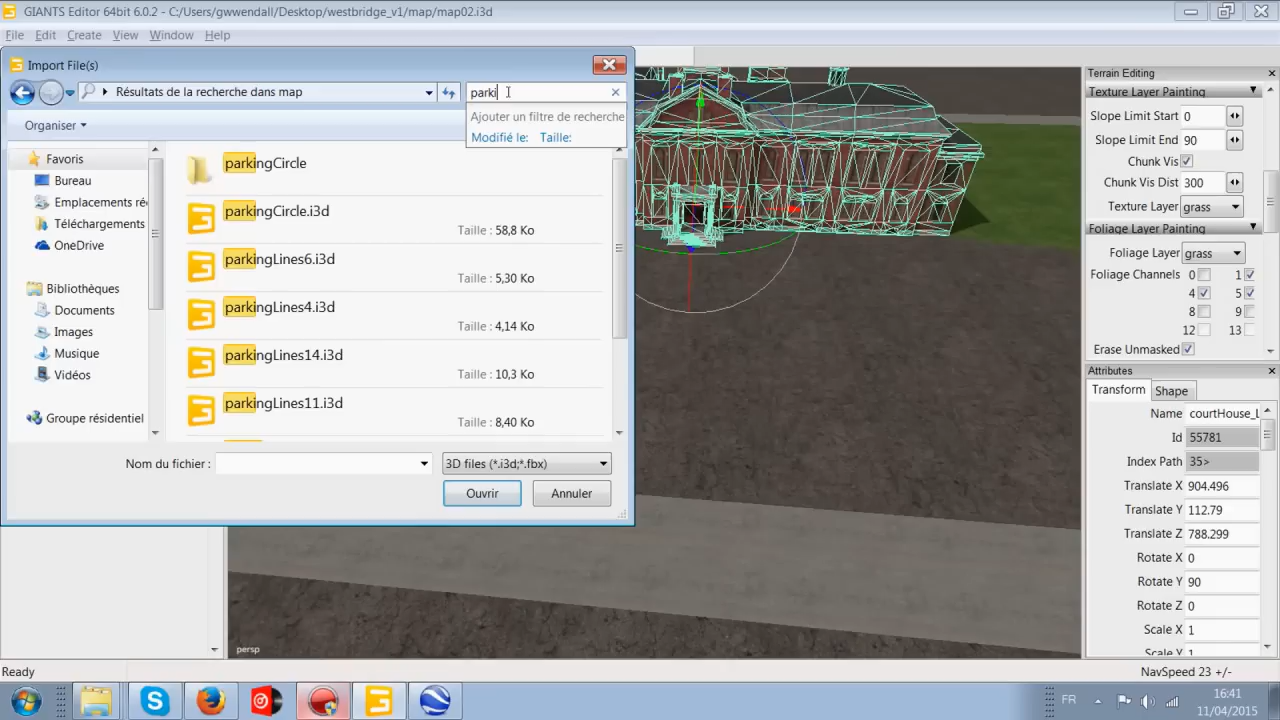 GIANTS Editor 64bit 6.0.2 - C:/Users/gwwendall/Desktop/westbridge_v1/map/map02.i3d
File Edit Create View Window Help
Import File(s)
Résultats de la recherche dans map
parki
Ajouter un filtre de recherche
Modifié le: Taille:
Organiser
Favoris
Bureau
Emplacements ré
Téléchargements
OneDrive
Bibliothèques
Documents
Images
Musique
Vidéos
Groupe résidentiel
parkingCircle
parkingCircle.i3d
Taille : 58,8 Ko
parkingLines6.i3d
Taille : 5,30 Ko
parkingLines4.i3d
Taille : 4,14 Ko
parkingLines14.i3d
Taille : 10,3 Ko
parkingLines11.i3d
Taille : 8,40 Ko
Nom du fichier :
3D files (*.i3d;*.fbx)
Ouvrir Annuler
persp
Terrain Editing
Texture Layer Painting
Slope Limit Start 0
Slope Limit End 90
Chunk Vis
Chunk Vis Dist 300
Texture Layer grass
Foliage Layer Painting
Foliage Layer grass
Foliage Channels 0 1
4 5
8 9
12 13
Erase Unmasked
Attributes
Transform Shape
Name courtHouse_L
Id 55781
Index Path 35>
Translate X 904.496
Translate Y 112.79
Translate Z 788.299
Rotate X 0
Rotate Y 90
Rotate Z 0
Scale X 1
Scale Y 1
Ready
NavSpeed 23 +/-
FR
16:41
11/04/2015